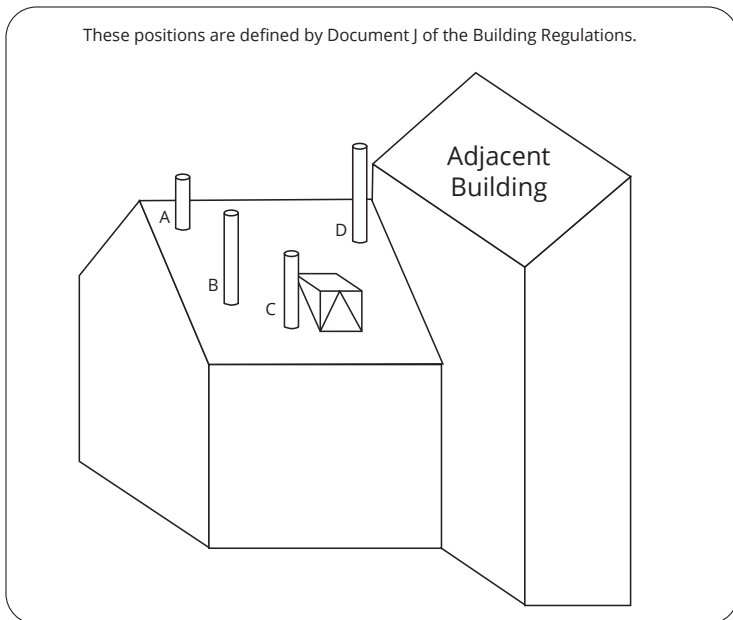 These positions are defined by Document J of the Building Regulations.
Adjacent
Building
A
D
B
C